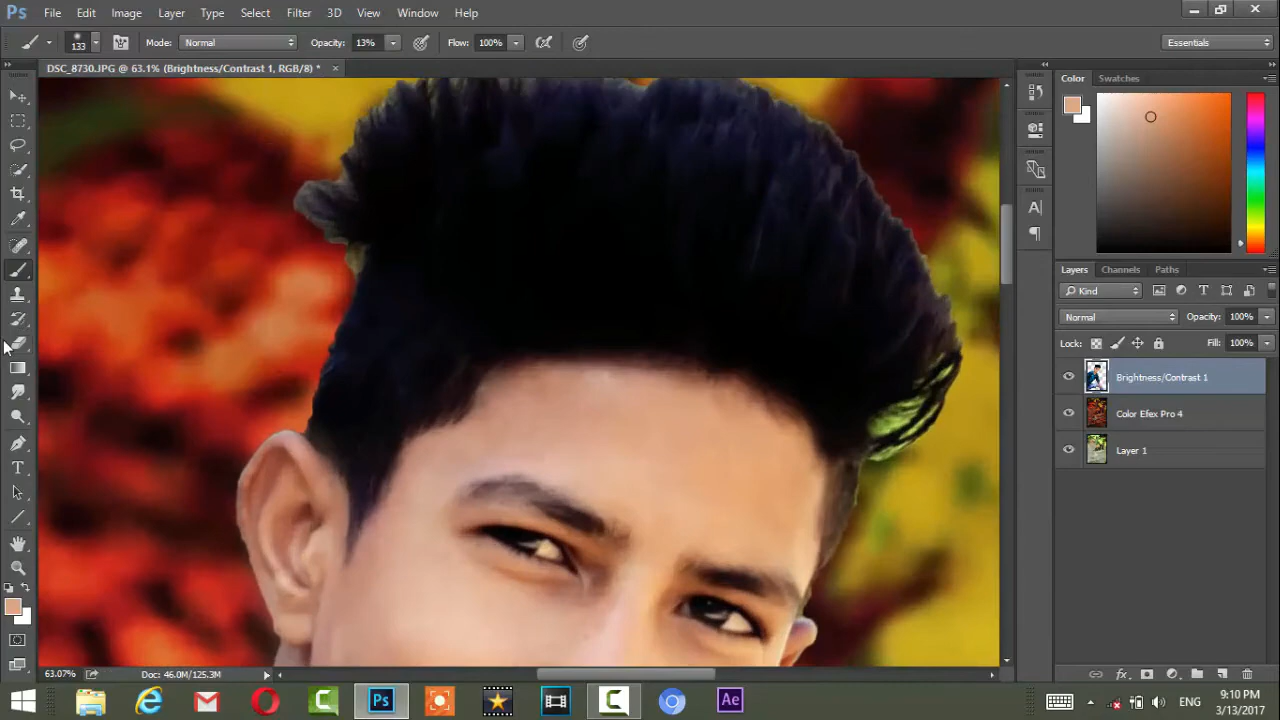 Ps File Edit Image Layer Type Select Filter 3D View Window Help
133 Mode: Normal Opacity: 13% Flow: 100% Essentials
DSC_8730.JPG @ 63.1% (Brightness/Contrast 1, RGB/8) *
Color Swatches
Layers Channels Paths
Kind
Normal Opacity: 100%
Lock: Fill: 100%
Brightness/Contrast 1
Color Efex Pro 4
Layer 1
63.07% Doc: 46.0M/125.3M
Ps Ae ENG 9:10 PM
3/13/2017